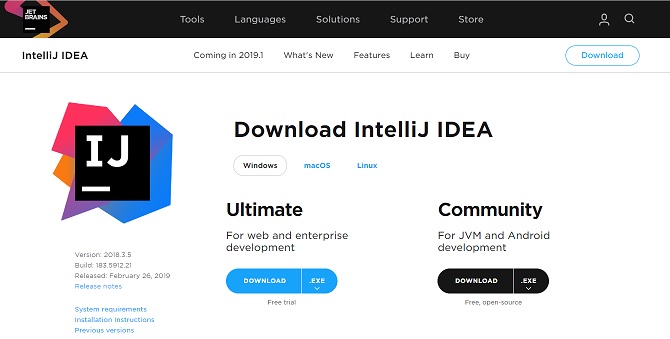 JET
BRAINS
Tools Languages Solutions Support Store
IntelliJ IDEA Coming in 2019.1 What's New Features Learn Buy Download
IJ
Download IntelliJ IDEA
Windows macOS Linux
Ultimate
For web and enterprise
development
DOWNLOAD .EXE
Free trial
Community
For JVM and Android
development
DOWNLOAD .EXE
Free, open-source
Version: 2018.3.5
Build: 183.5912.21
Released: February 26, 2019
Release notes
System requirements
Installation Instructions
Previous versions